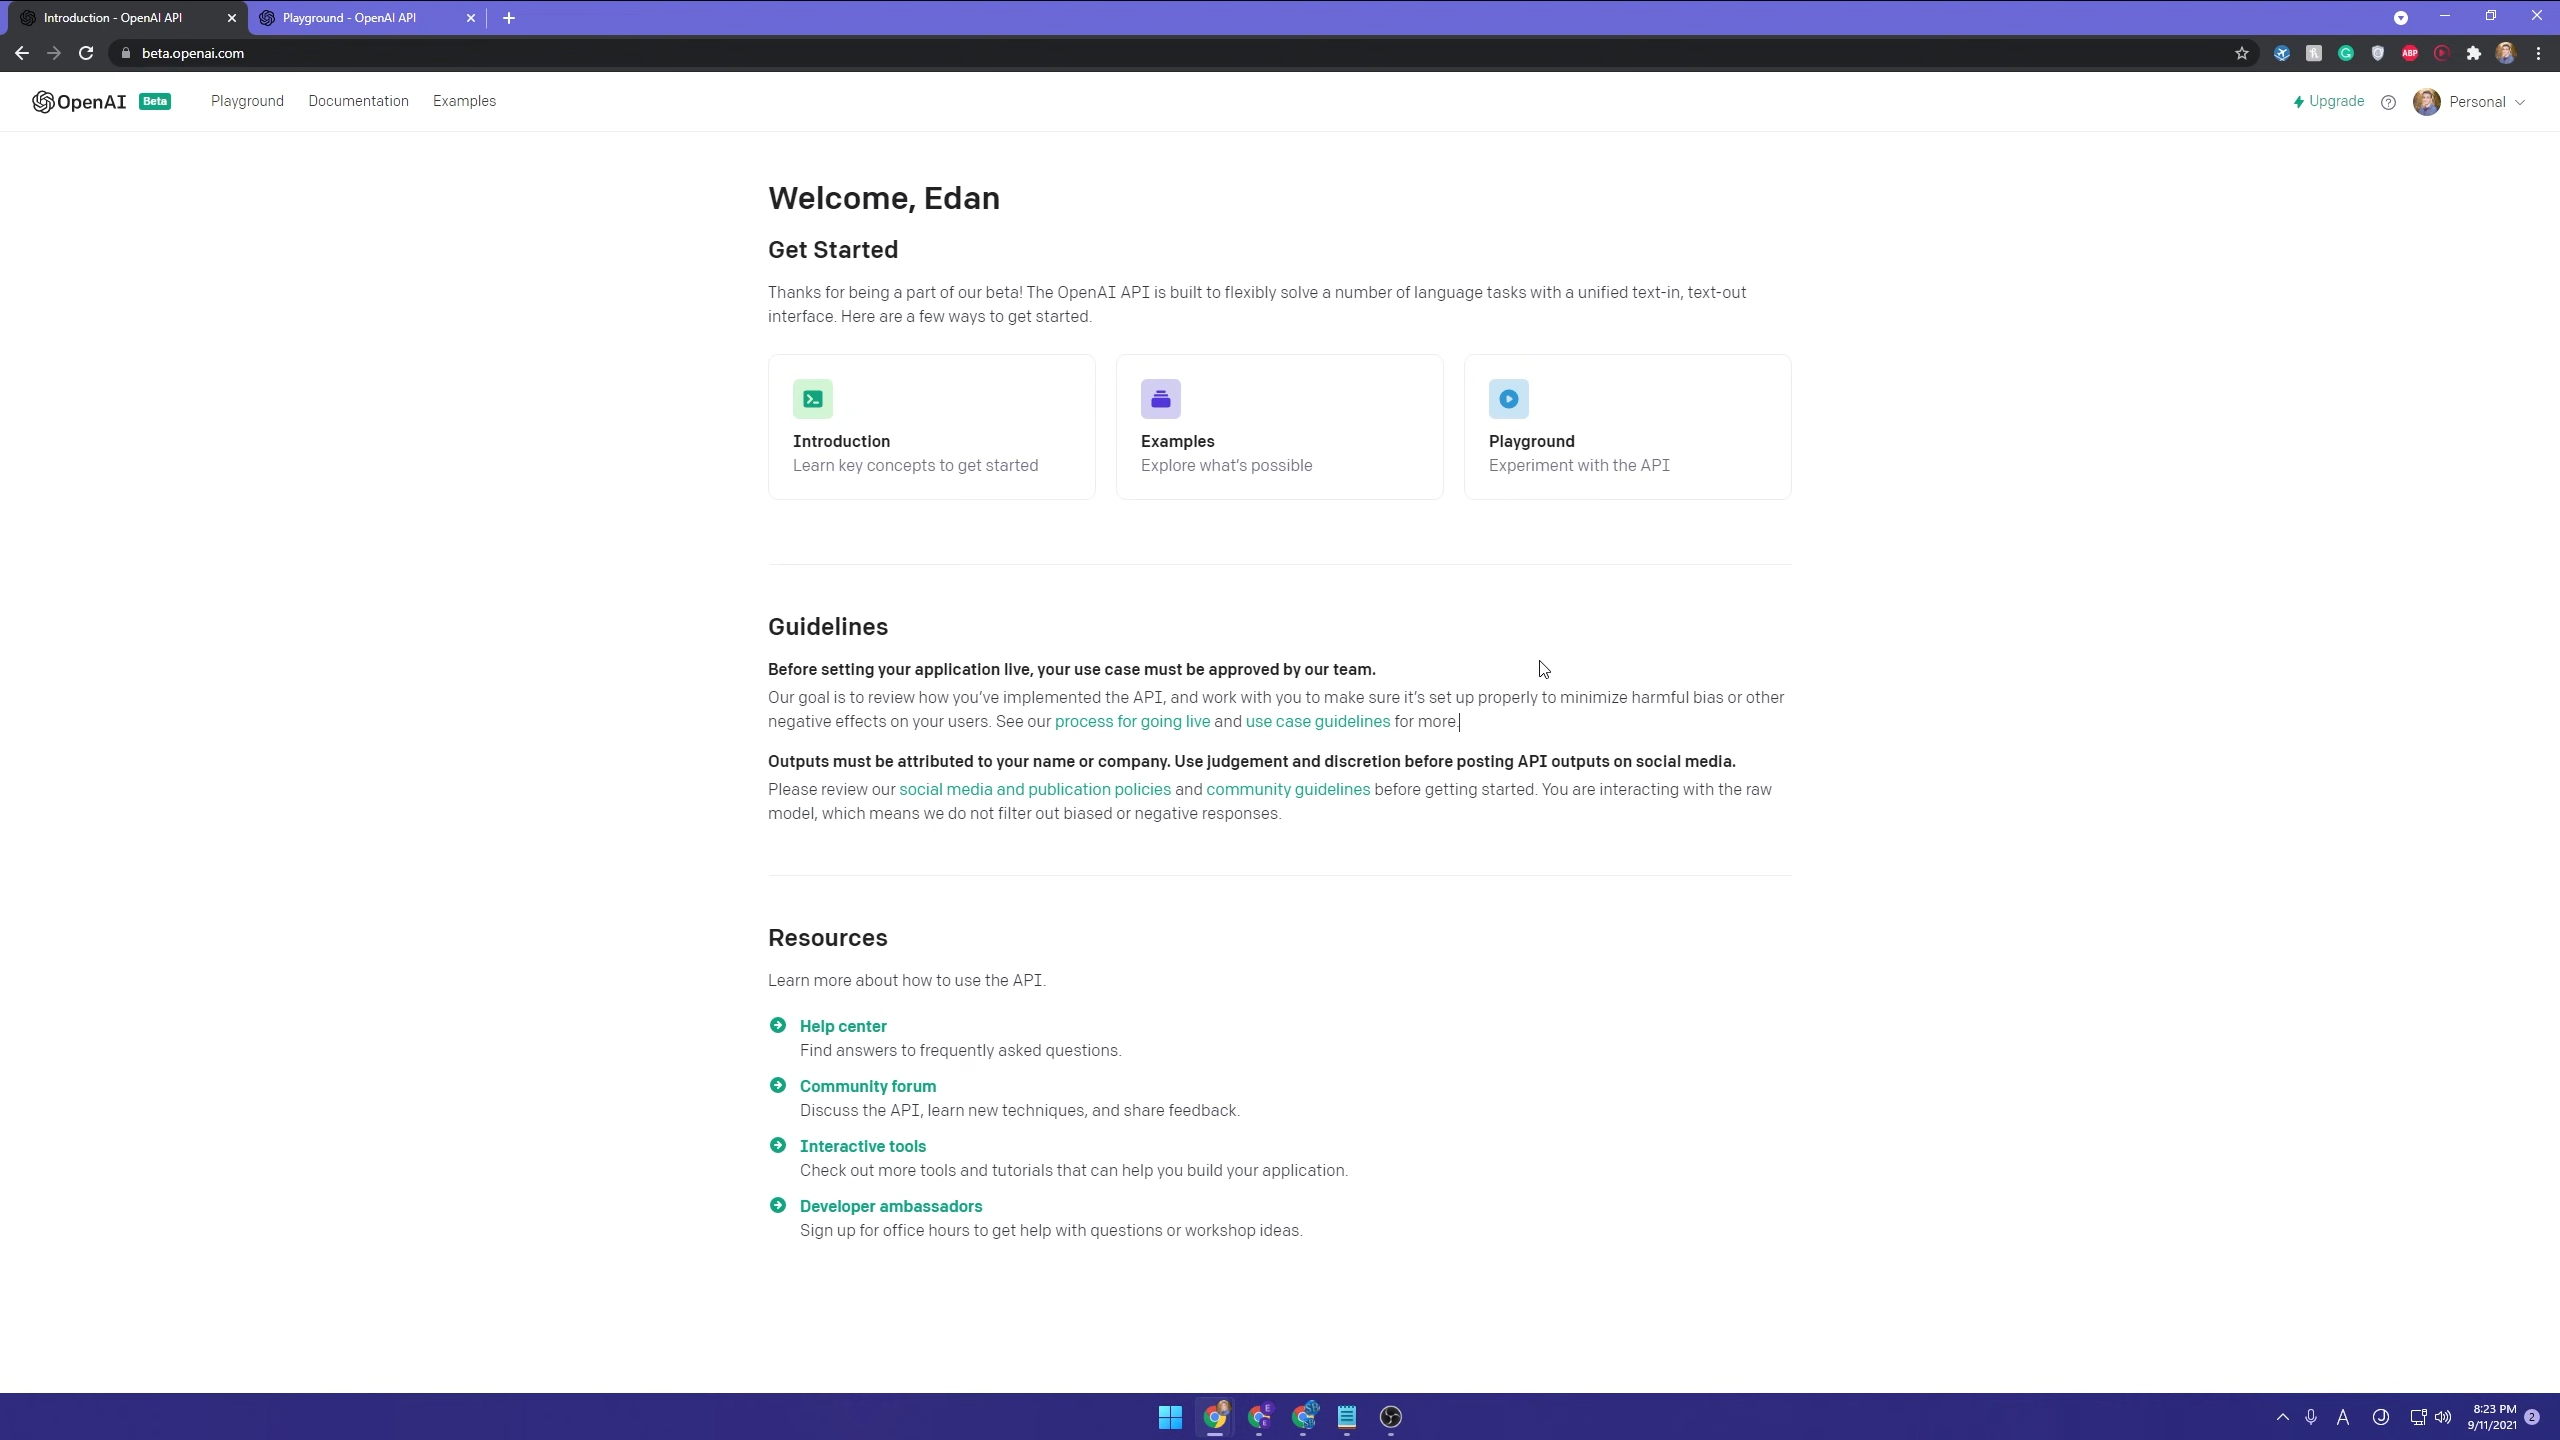 Introduction - OpenAI API
Playground - OpenAI API
beta.openai.com
ABP
OpenAI Beta Playground Documentation Examples
Upgrade Personal
Welcome, Edan
Get Started
Thanks for being a part of our beta! The OpenAI API is built to flexibly solve a number of language tasks with a unified text-in, text-out
interface. Here are a few ways to get started.
Introduction
Learn key concepts to get started
Examples
Explore what's possible
Playground
Experiment with the API
Guidelines
Before setting your application live, your use case must be approved by our team.
Our goal is to review how you've implemented the API, and work with you to make sure it's set up properly to minimize harmful bias or other
negative effects on your users. See our process for going live and use case guidelines for more.
Outputs must be attributed to your name or company. Use judgement and discretion before posting API outputs on social media.
Please review our social media and publication policies and community guidelines before getting started. You are interacting with the raw
model, which means we do not filter out biased or negative responses.
Resources
Learn more about how to use the API.
Help center
Find answers to frequently asked questions.
Community forum
Discuss the API, learn new techniques, and share feedback.
Interactive tools
Check out more tools and tutorials that can help you build your application.
Developer ambassadors
Sign up for office hours to get help with questions or workshop ideas.
8:23 PM
9/11/2021
2